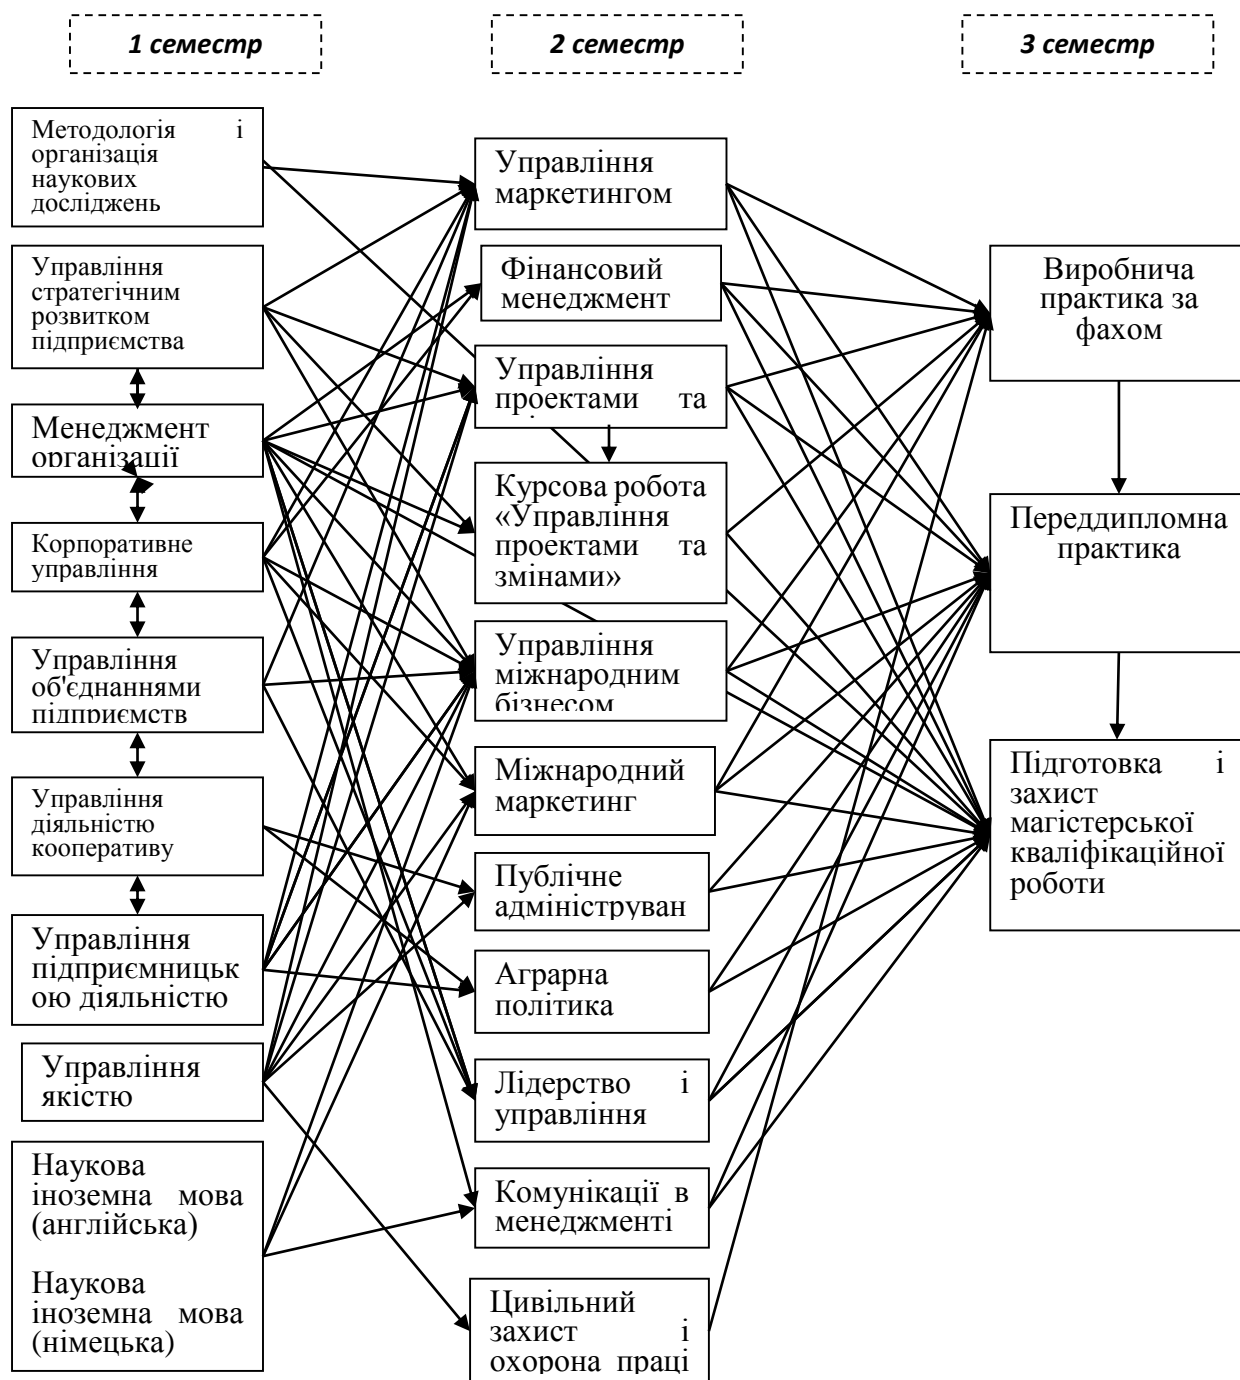 1 семестр
2 семестр
3 семестр
Методологія і
організація
наукових
досліджень
Управління
стратегічним
розвитком
підприємства
Менеджмент
організації
Корпоративне
управління
Управління
об'єднаннями
підприємств
Управління
діяльністю
кооперативу
Управління
підприємницьк
ою діяльністю
Управління
якістю
Наукова
іноземна мова
(англійська)
Наукова
іноземна мова
(німецька)
Управління
маркетингом
Фінансовий
менеджмент
Управління
проектами та
Курсова робота
«Управління
проектами та
змінами»
Управління
міжнародним
бізнесом
Міжнародний
маркетинг
Публічне
адмініструван
Аграрна
політика
Лідерство і
управління
Комунікації в
менеджменті
Цивільний
захист і
охорона праці
Виробнича
практика за
фахом
Переддипломна
практика
Підготовка і
захист
магістерської
кваліфікаційної
роботи